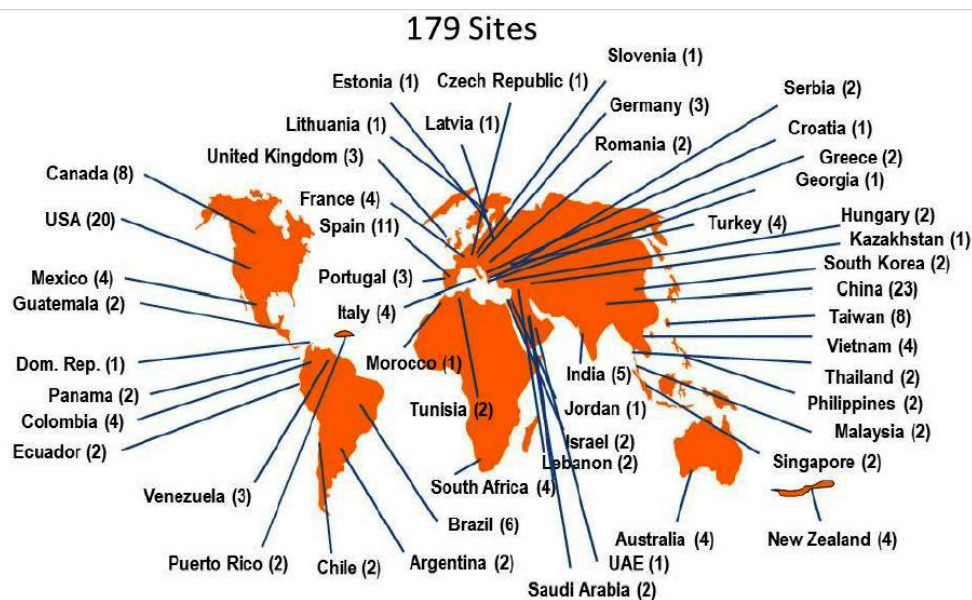 179 Sites
Slovenia (1)
Estonia (1)
Czech Republic (1)
Serbia (2)
Germany (3)
Lithuania (1)
Latvia (1)
Croatia (1)
Romania (2)
United Kingdom (3)
Greece (2)
Canada (8)
Georgia (1)
France (4)
USA (20)
Spain (11)
Turkey (4)
Hungary (2)
Kazakhstan (1)
South Korea (2)
Mexico (4)
Portugal (3)
China (23)
Guatemala (2)
Italy (4)
Taiwan (8)
Vietnam (4)
Dom. Rep. (1)
Morocco (1)
India (5)
Thailand (2)
Panama (2)
Philippines (2)
Tunisia (2)
Jordan (1)
Colombia (4)
Malaysia (2)
Israel (2)
Ecuador (2)
Lebanon (2)
Singapore (2)
South Africa (4)
Venezuela (3)
Brazil (6)
Australia (4)
New Zealand (4)
Puerto Rico (2)
Chile (2)
Argentina (2)
UAE (1)
Saudi Arabia (2)